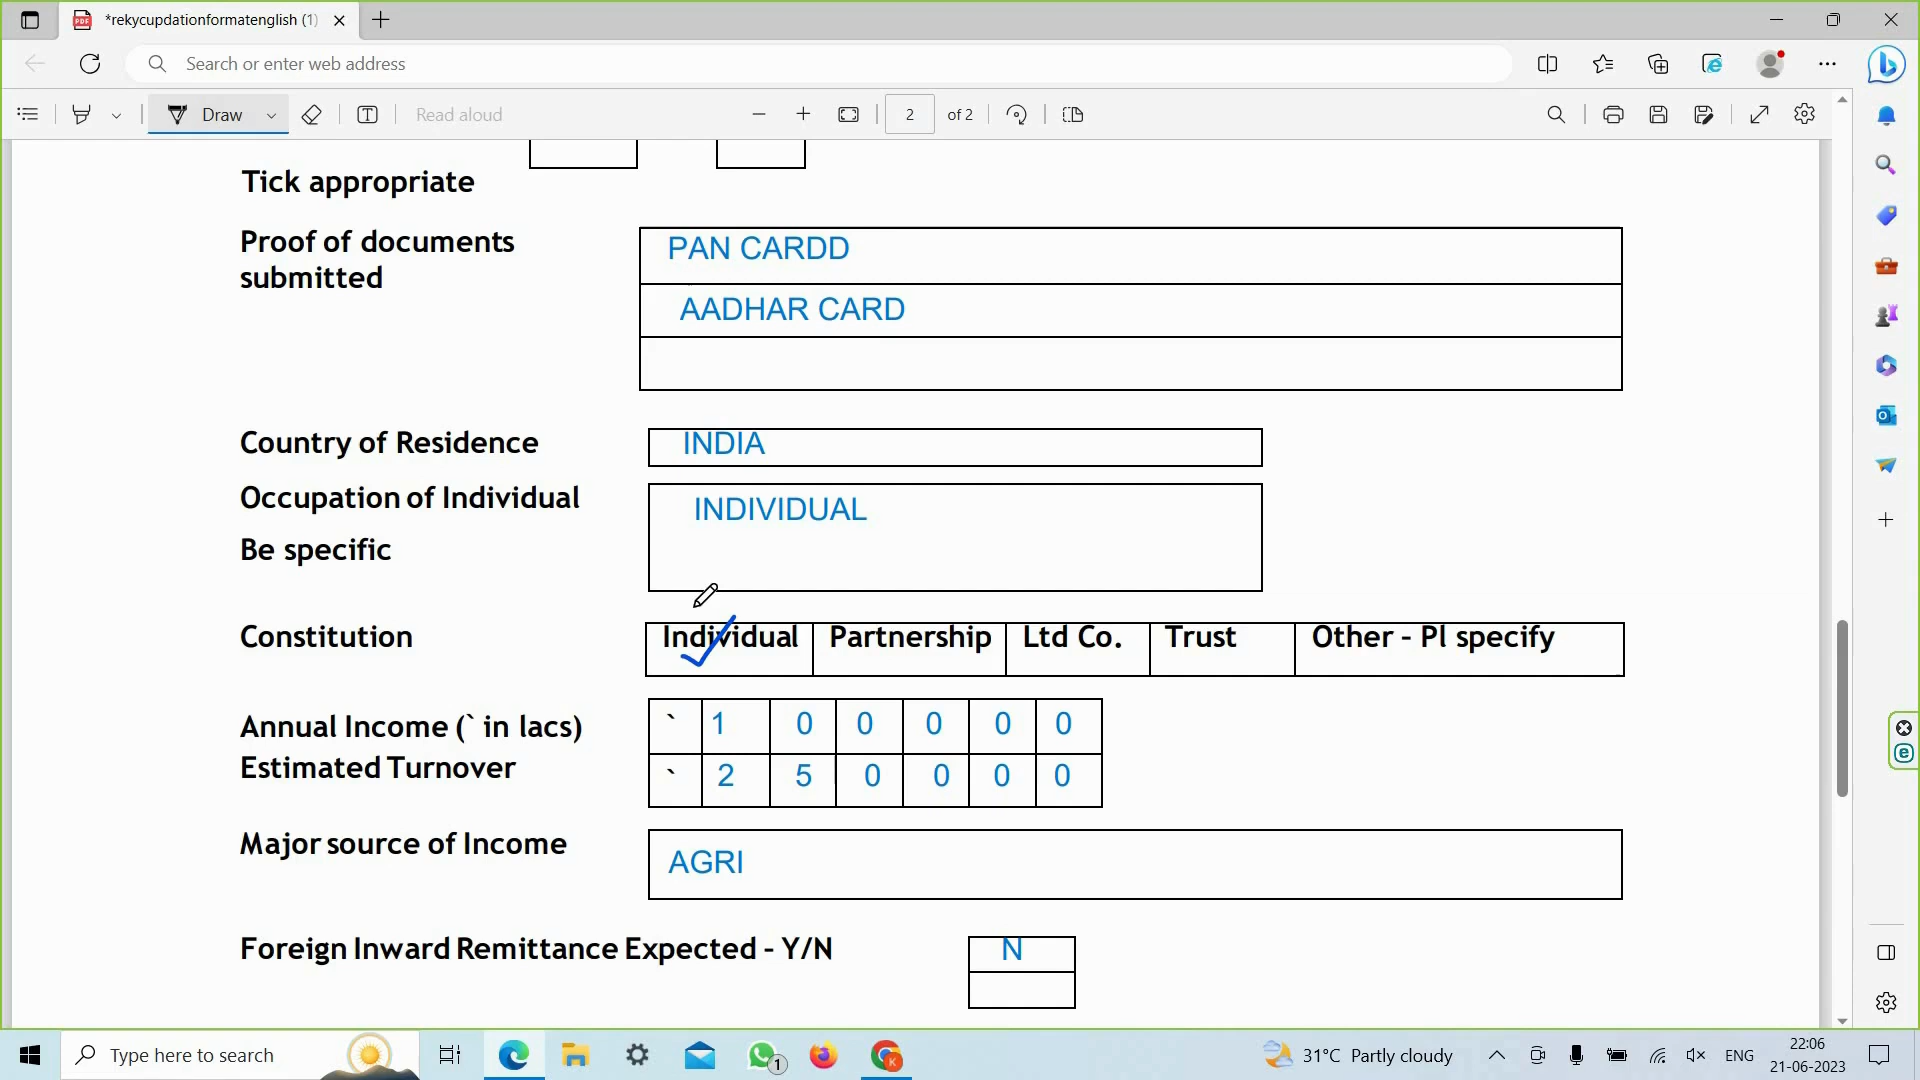 *rekycupdationformatenglish (1)
Search or enter web address
Draw
Read aloud
2 of 2
Tick appropriate
Proof of documents submitted
PAN CARDD
AADHAR CARD
Country of Residence
INDIA
Occupation of Individual
Be specific
INDIVIDUAL
Constitution
Individual Partnership Ltd Co. Trust Other - Pl specify
Annual Income (` in lacs)
` 1 0 0 0 0 0
Estimated Turnover
` 2 5 0 0 0 0
Major source of Income
AGRI
Foreign Inward Remittance Expected - Y/N
N
Type here to search
1
K
31°C Partly cloudy
ENG
22:06
21-06-2023